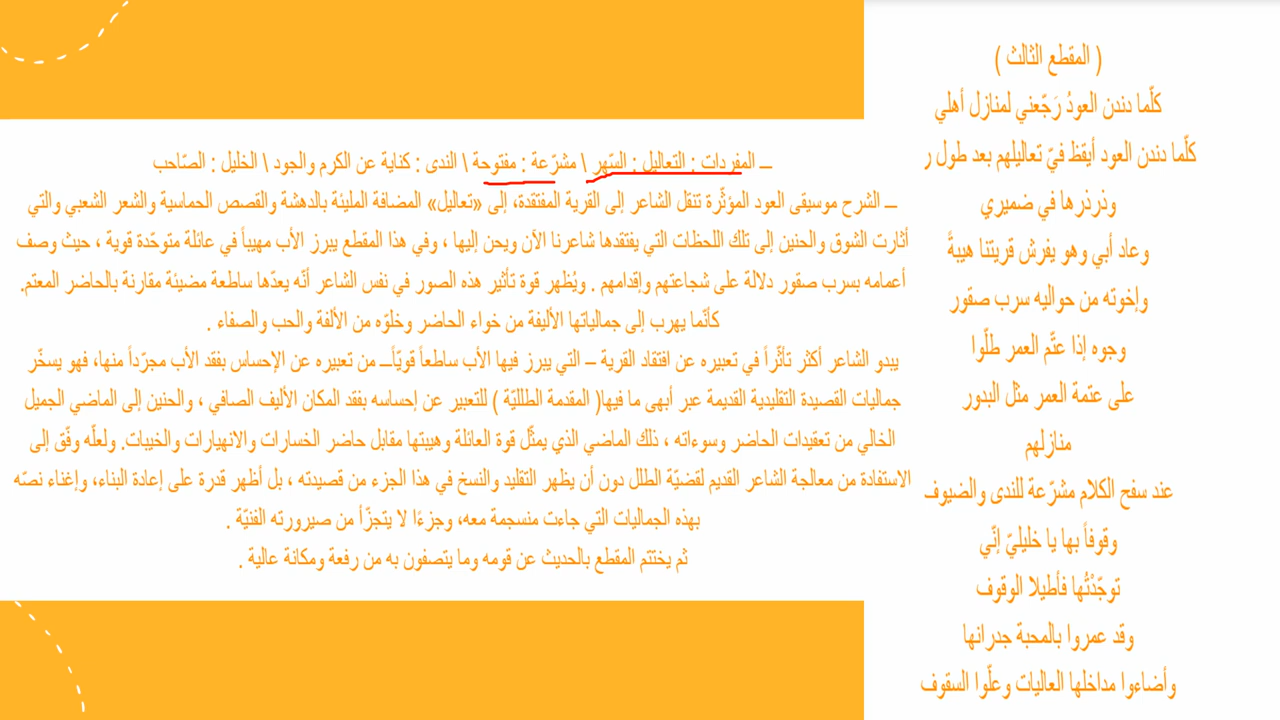 ( المقطع الثالث )
كلّما دندن العودُ رَجّعني لمنازل أهلي
كلّما دندن العود أيقظ فيّ تعاليلهم بعد طول ر
وذرذرها في ضميري
وعاد أبي وهو يفرش قريتنا هيبةً
وإخوته من حواليه سرب صقور
وجوه إذا عتّم العمر طلّوا
على عتمة العمر مثل البدور
منازلهم
عند سفح الكلام مشرّعة للندى والضيوف
وقوفاً بها يا خليليّ إنّي
توجّدْتُها فأطيلا الوقوف
وقد عمروا بالمحبة جدرانها
وأضاءوا مداخلها العاليات وعلّوا السقوف
ــ المفردات : التعاليل : السّهر \ مشرّعة : مفتوحة \ الندى : كناية عن الكرم والجود \ الخليل : الصّاحب
ــ الشرح موسيقى العود المؤثّرة تنقل الشاعر إلى القرية المفتقدة، إلى «تعاليل» المضافة المليئة بالدهشة والقصص الحماسية والشعر الشعبي والتي
أثارت الشوق والحنين إلى تلك اللحظات التي يفتقدها شاعرنا الآن ويحن إليها ، وفي هذا المقطع يبرز الأب مهيباً في عائلة متوحّدة قوية ، حيث وصف
أعمامه بسرب صقور دلالة على شجاعتهم وإقدامهم . ويُظهر قوة تأثير هذه الصور في نفس الشاعر أنّه يعدّها ساطعة مضيئة مقارنة بالحاضر المعتم.
كأنّما يهرب إلى جمالياتها الأليفة من خواء الحاضر وخلوّه من الألفة والحب والصفاء .
يبدو الشاعر أكثر تأثّراً في تعبيره عن افتقاد القرية – التي يبرز فيها الأب ساطعاً قويّاًــ من تعبيره عن الإحساس بفقد الأب مجرّداً منها، فهو يسخّر
جماليات القصيدة التقليدية القديمة عبر أبهى ما فيها( المقدمة الطلليّة ) للتعبير عن إحساسه بفقد المكان الأليف الصافي ، والحنين إلى الماضي الجميل
الخالي من تعقيدات الحاضر وسوءاته ، ذلك الماضي الذي يمثّل قوة العائلة وهيبتها مقابل حاضر الخسارات والانهيارات والخيبات. ولعلّه وفّق إلى
الاستفادة من معالجة الشاعر القديم لقضيّة الطلل دون أن يظهر التقليد والنسخ في هذا الجزء من قصيدته ، بل أظهر قدرة على إعادة البناء، وإغناء نصّه
بهذه الجماليات التي جاءت منسجمة معه، وجزءًا لا يتجزّأ من صيرورته الفنيّة .
ثم يختتم المقطع بالحديث عن قومه وما يتصفون به من رفعة ومكانة عالية .